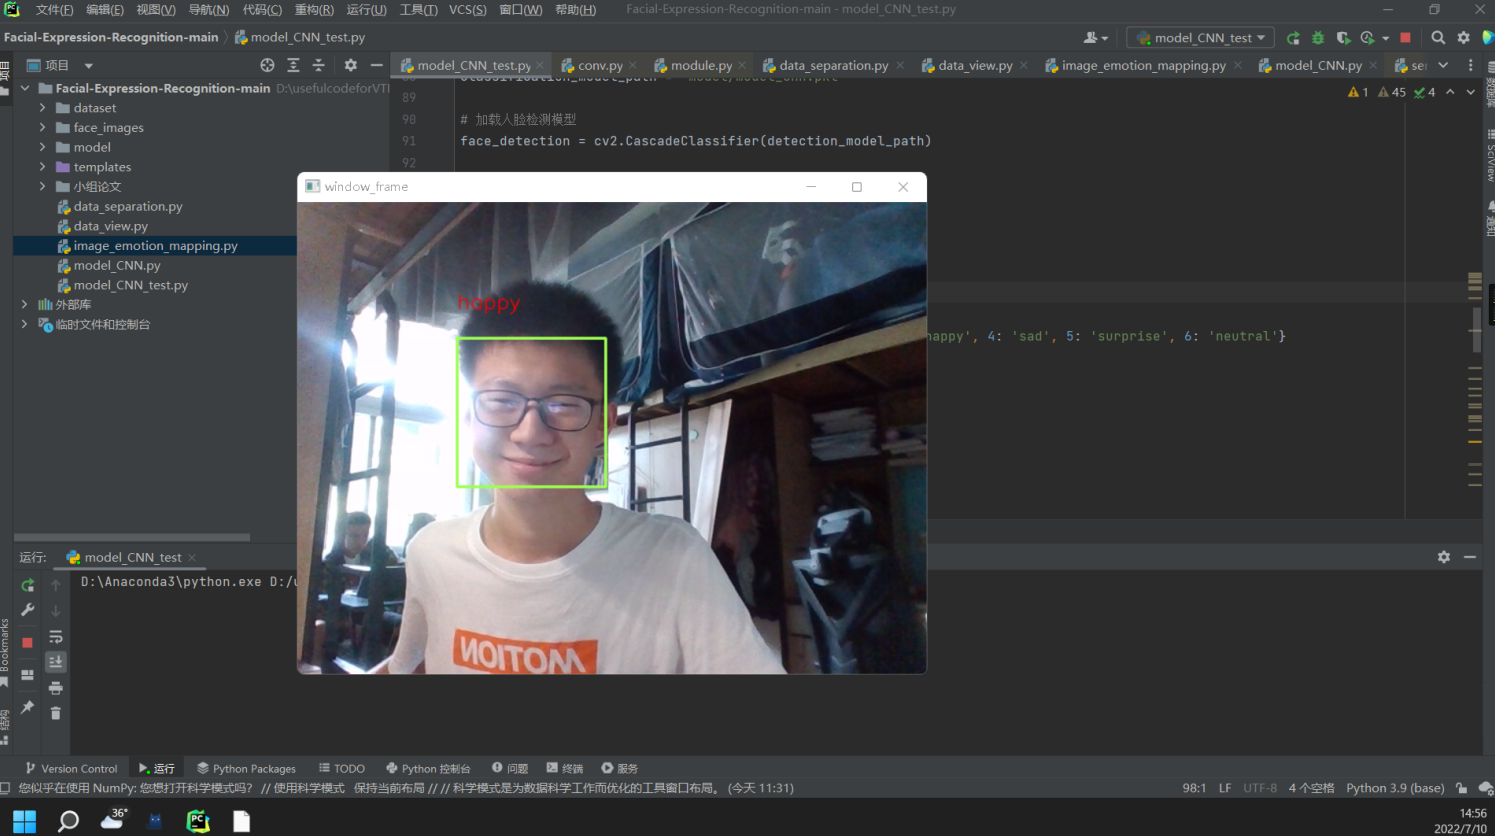 文件(F) 编辑(E) 视图(V) 导航(N) 代码(C) 重构(R) 运行(U) 工具(T) VCS(S) 窗口(W) 帮助(H) Facial-Expression-Recognition-main - model_CNN_test.py
Facial-Expression-Recognition-main model_CNN_test.py model_CNN_test
项目 model_CNN_test.py conv.py module.py data_separation.py data_view.py image_emotion_mapping.py model_CNN.py
Facial-Expression-Recognition-main D:\usefulcodeforVTI
1 45 4
dataset
89
face_images
90 # 加载人脸检测模型
model
91 face_detection = cv2.CascadeClassifier(detection_model_path)
92
templates
小组论文
window_frame
data_separation.py
data_view.py
image_emotion_mapping.py
model_CNN.py
model_CNN_test.py
外部库
happy
临时文件和控制台
happy', 4: 'sad', 5: 'surprise', 6: 'neutral'}
SciView
通知
运行: model_CNN_test
D:\Anaconda3\python.exe D:/u
MOTION
Bookmarks
结构
Version Control 运行 Python Packages TODO Python 控制台 问题 终端 服务
您似乎在使用 NumPy: 您想打开科学模式吗? // 使用科学模式 保持当前布局 // // 科学模式是为数据科学工作而优化的工具窗口布局。 (今天 11:31) 98:1 LF UTF-8 4 个空格 Python 3.9 (base)
36°
14:56
2022/7/10